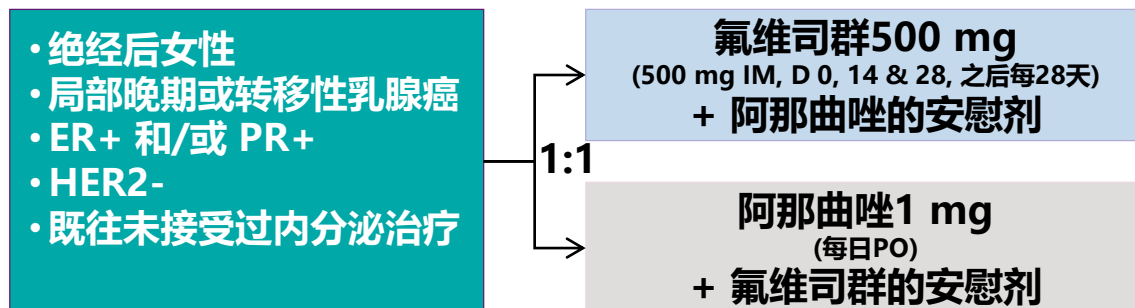 • 绝经后女性
• 局部晚期或转移性乳腺癌
• ER+ 和/或 PR+
• HER2-
• 既往未接受过内分泌治疗
1:1
氟维司群500 mg
(500 mg IM, D 0, 14 & 28, 之后每28天)
+ 阿那曲唑的安慰剂
阿那曲唑1 mg
(每日PO)
+ 氟维司群的安慰剂